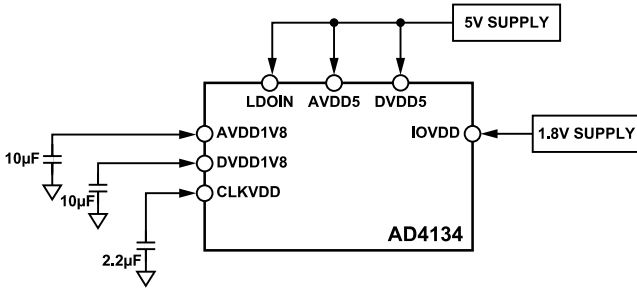 5V SUPPLY
LDOIN AVDD5 DVDD5
AVDD1V8
IOVDD
1.8V SUPPLY
10µF
DVDD1V8
10µF
CLKVDD
AD4134
2.2µF